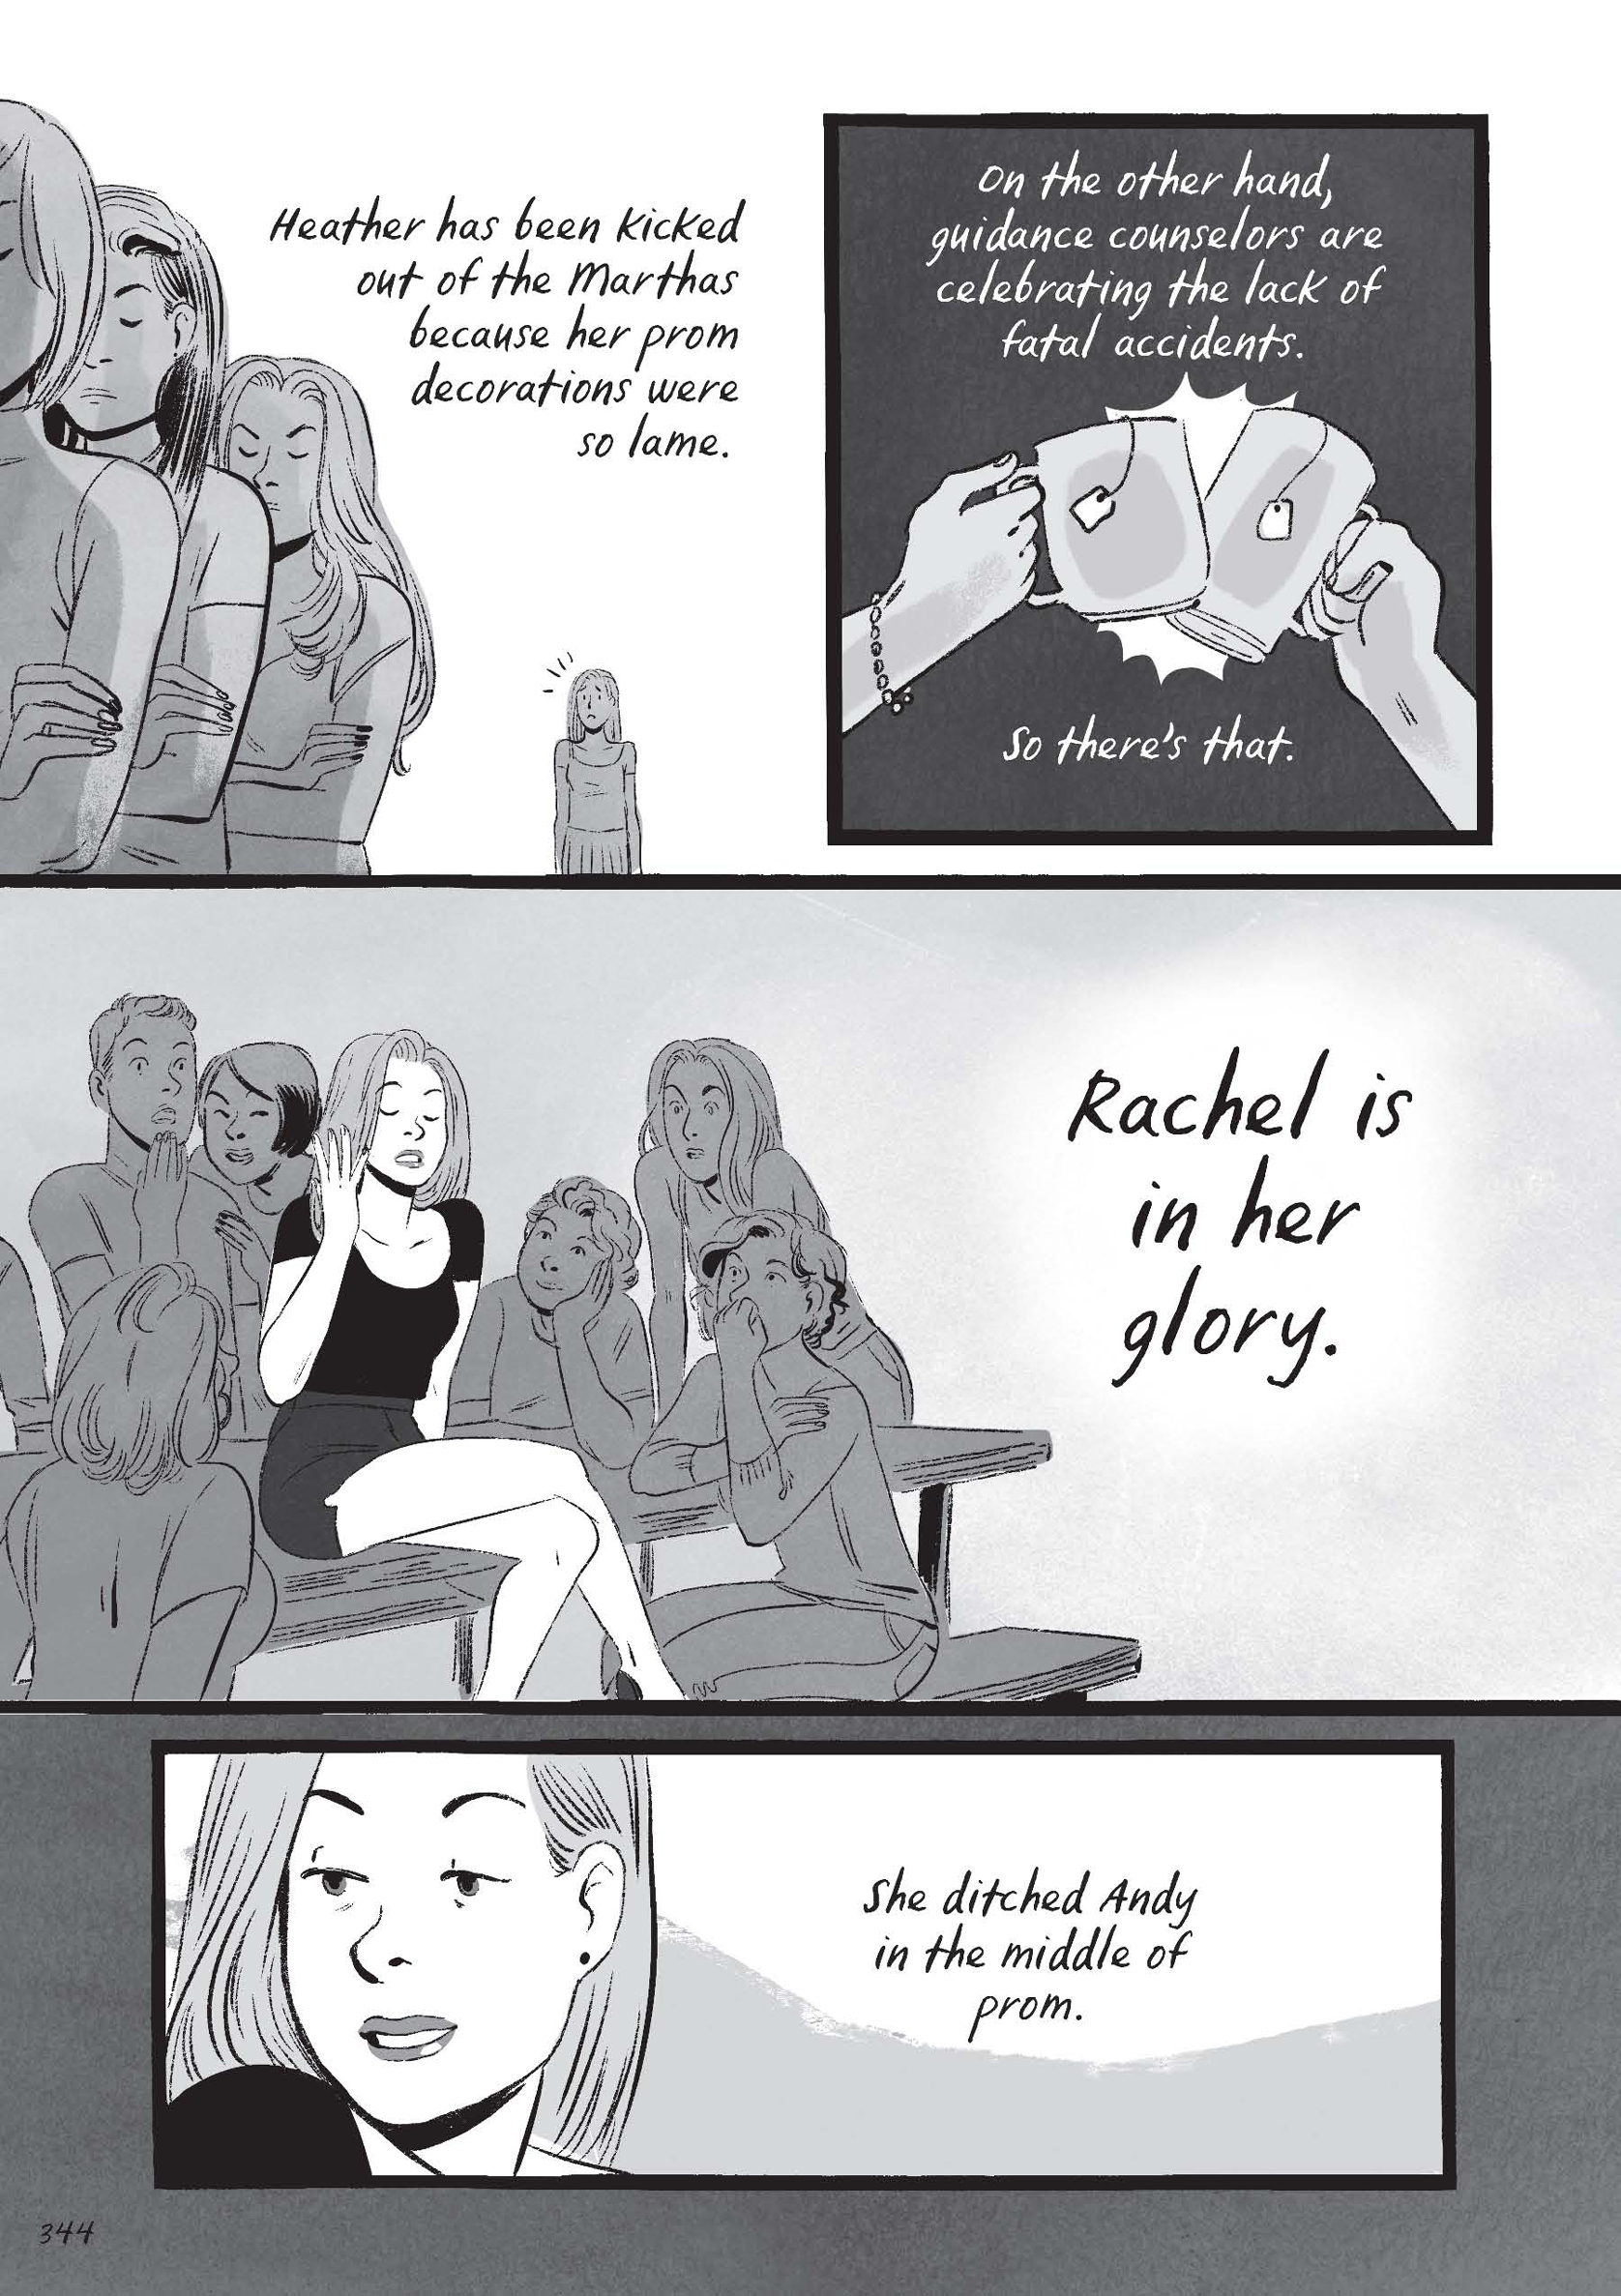 Heather has been kicked
out of the Marthas
because her prom
decorations were
so lame.
On the other hand,
guidance counselors are
celebrating the lack of
fatal accidents.
So there's that.
Rachel is
in her
glory.
She ditched Andy
in the middle of
prom.
344